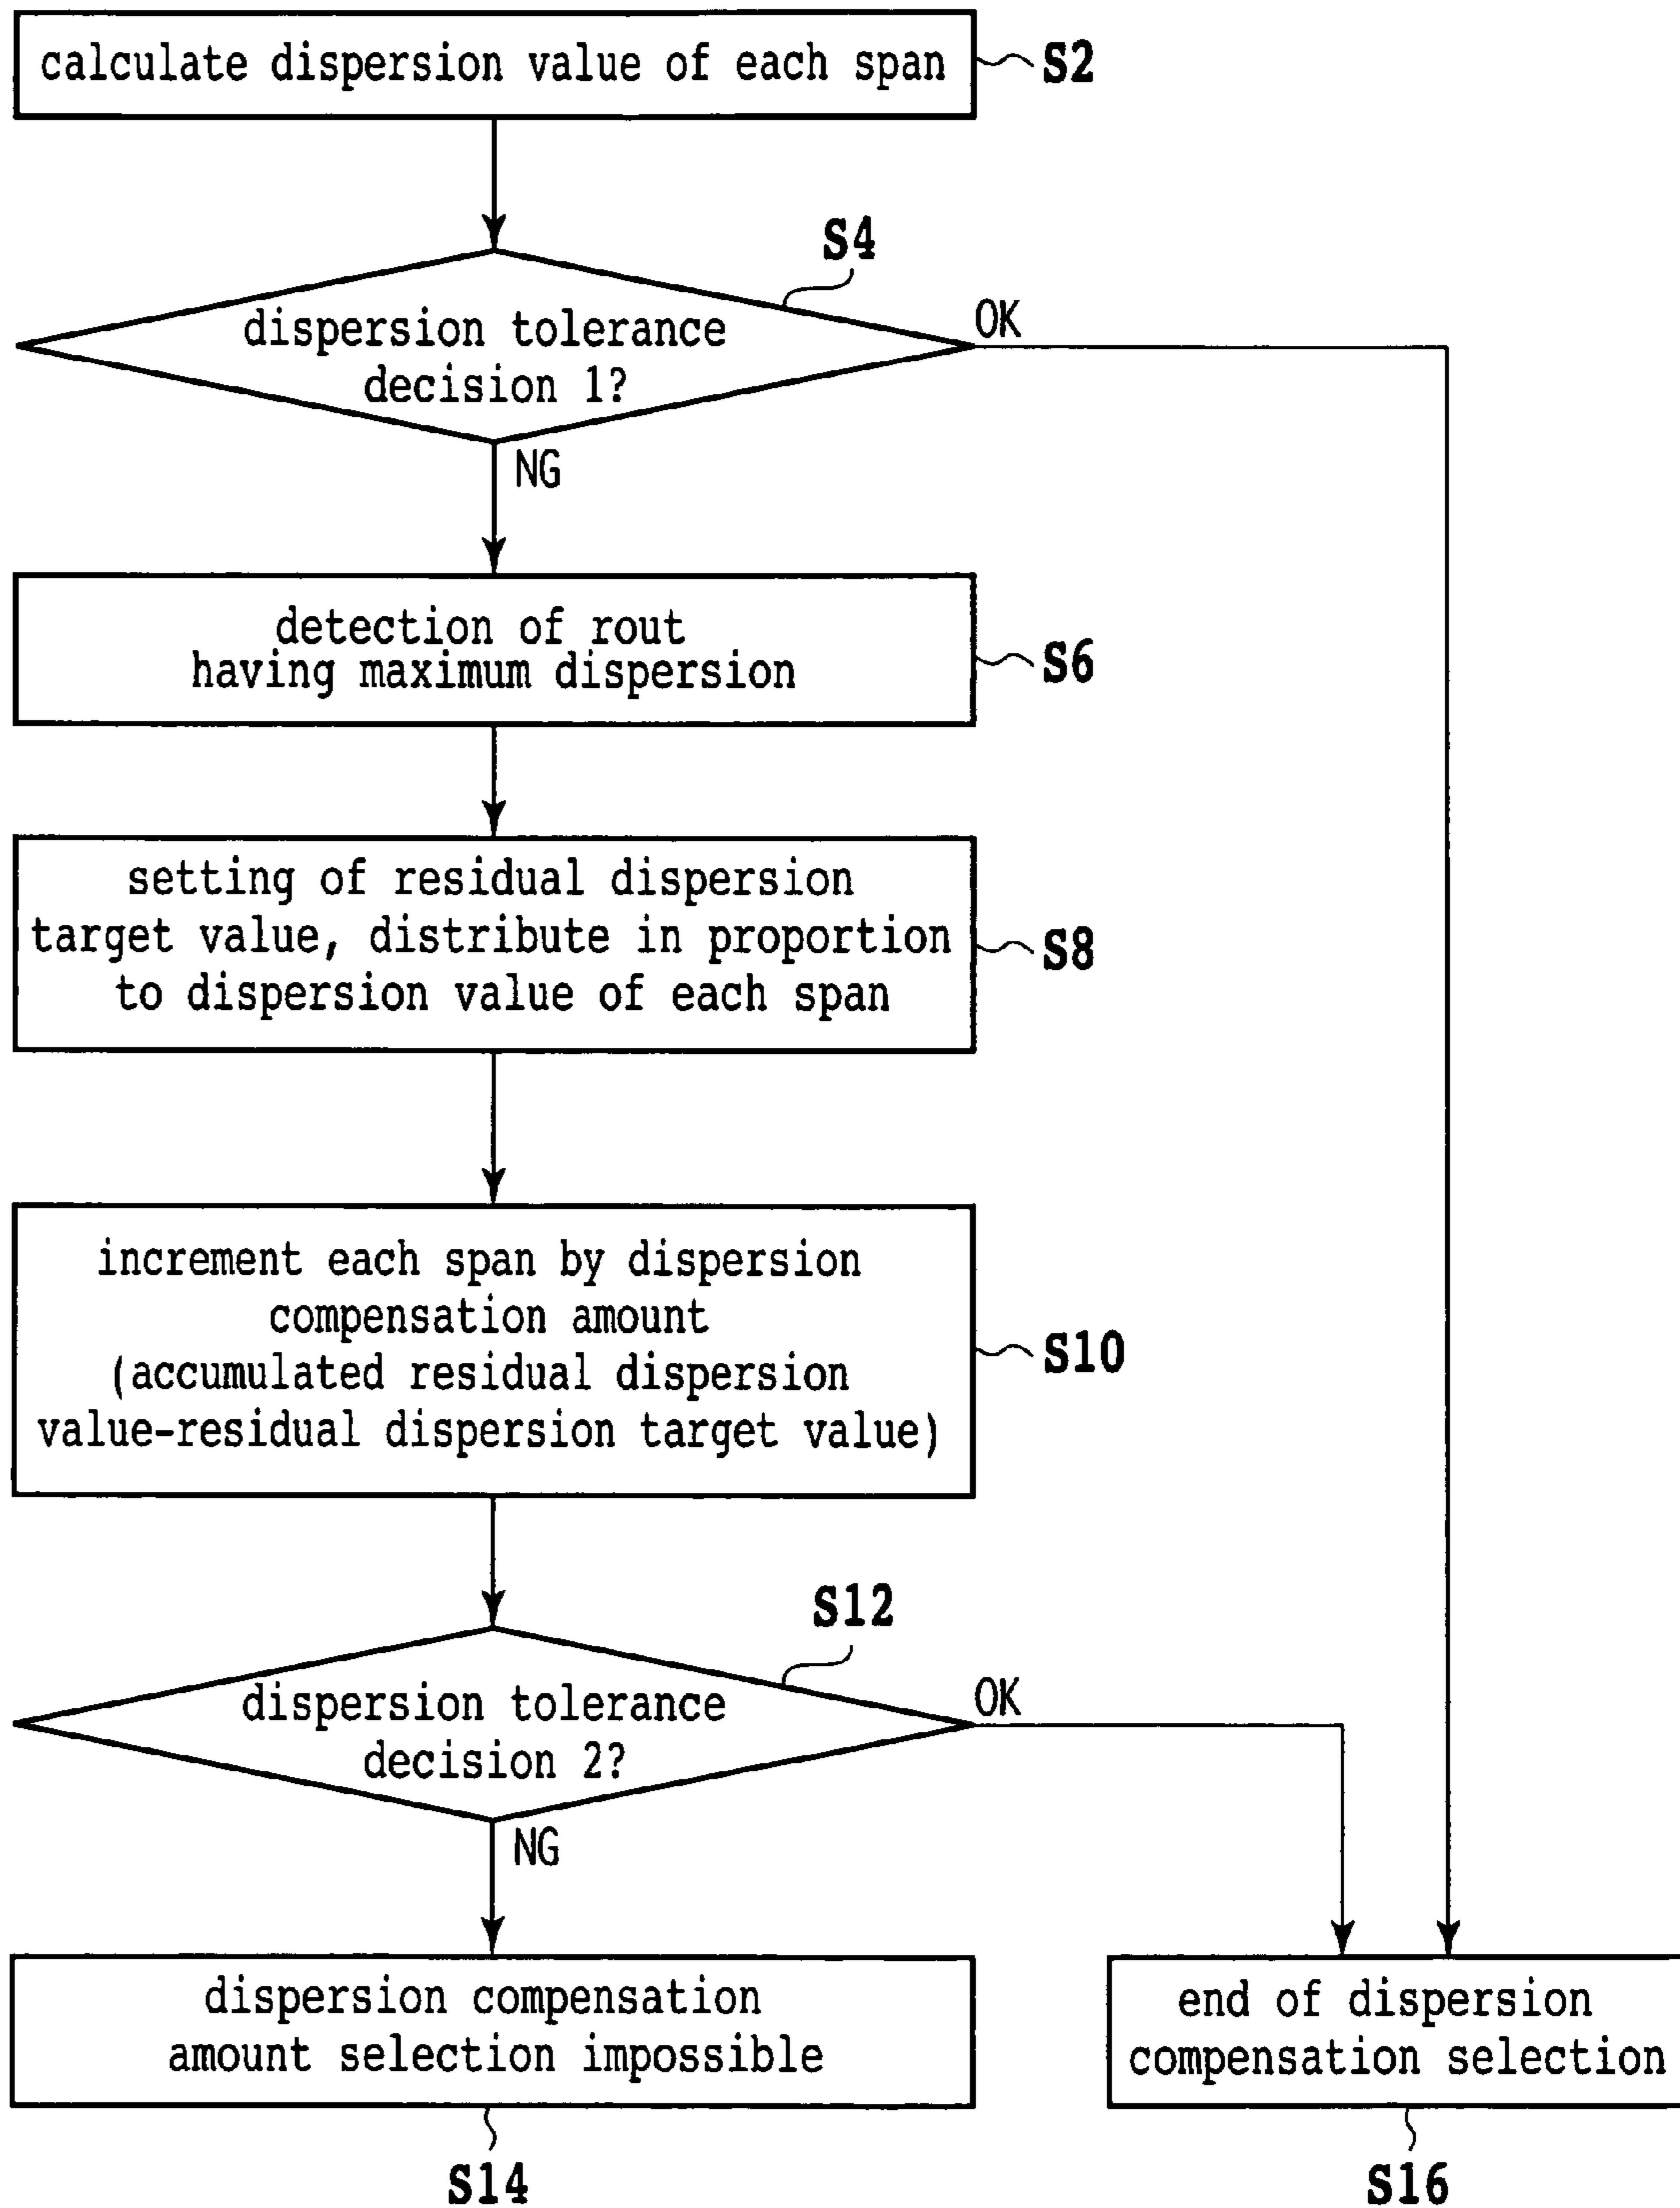 calculate dispersion value of each span
S2
S4
dispersion tolerance
decision 1?
OK
NG
detection of rout
having maximum dispersion
S6
setting of residual dispersion
target value, distribute in proportion
to dispersion value of each span
S8
increment each span by dispersion
compensation amount
(accumulated residual dispersion
value-residual dispersion target value)
S10
S12
dispersion tolerance
decision 2?
OK
NG
dispersion compensation
amount selection impossible
S14
end of dispersion
compensation selection
S16